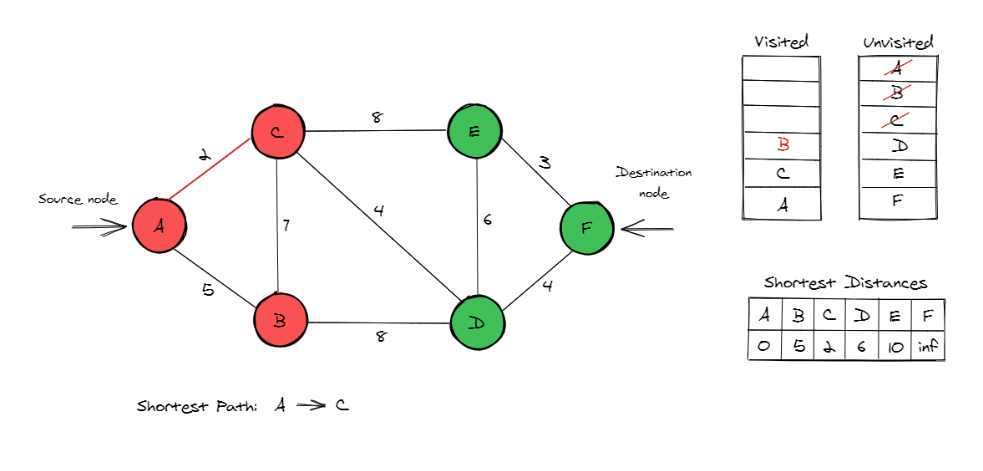 Visited
Unvisited
A
B
C
B
D
C
E
A
F
C
8
E
2
3
Source node
Destination
node
A
7
4
6
F
5
4
B
8
D
Shortest Distances
A B C D E F
0 5 2 6 10 inf
Shortest Path: A → C